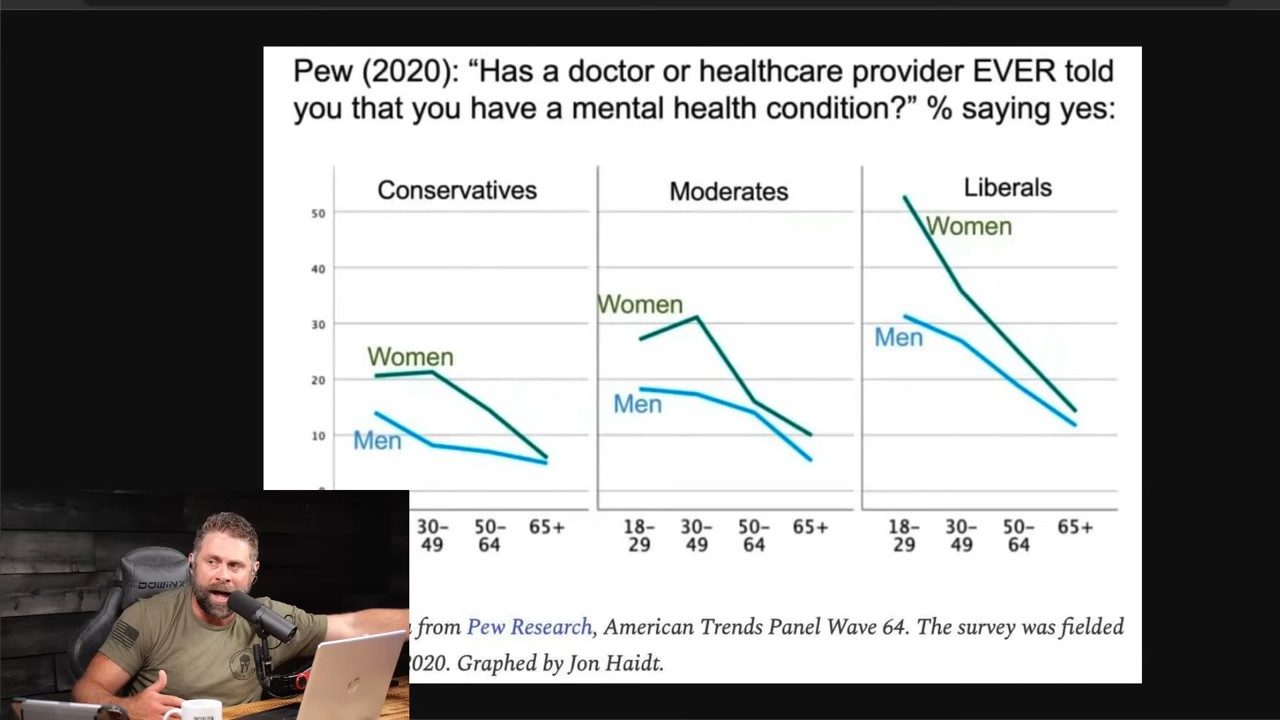 Pew (2020): “Has a doctor or healthcare provider EVER told
you that you have a mental health condition?” % saying yes:
Conservatives
Moderates
Liberals
50
40
30
20
10
Women
Men
Women
Men
Women
Men
30–
49
50–
64
65+
18–
29
30–
49
50–
64
65+
18–
29
30–
49
50–
64
65+
from Pew Research, American Trends Panel Wave 64. The survey was fielded
2020. Graphed by Jon Haidt.
DOWINX